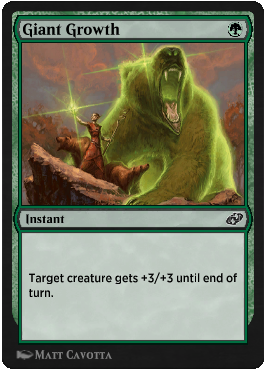 Giant Growth
Instant
Target creature gets +3/+3 until end of
turn.
MATT CAVOTTA